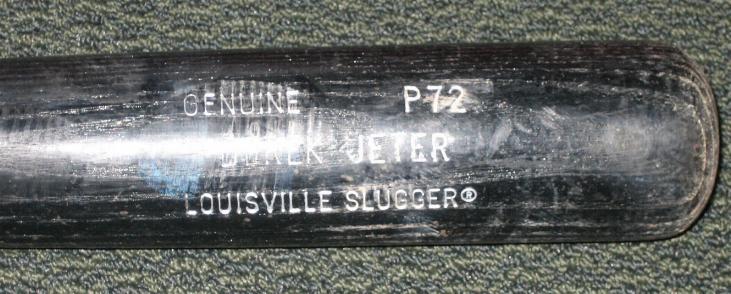 GENUINE P72
DEREK JETER
LOUISVILLE SLUGGER®